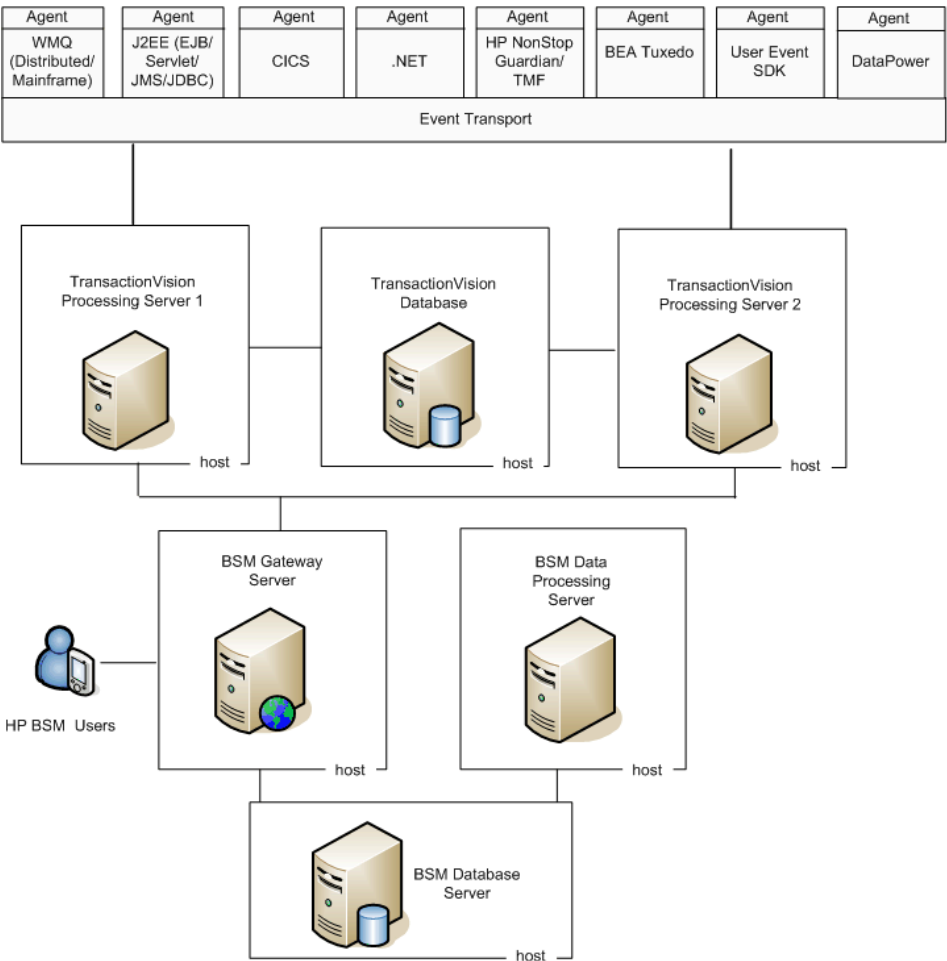 Agent
Agent
Agent
Agent
Agent
Agent
Agent
Agent
WMQ
(Distributed/
Mainframe)
J2EE (EJB/
Servlet/
JMS/JDBC)
CICS
.NET
HP NonStop
Guardian/
TMF
BEA Tuxedo
User Event
SDK
DataPower
Event Transport
TransactionVision
Processing Server 1
host
TransactionVision
Database
host
TransactionVision
Processing Server 2
host
BSM Gateway
Server
host
BSM Data
Processing
Server
host
HP BSM Users
BSM Database
Server
host